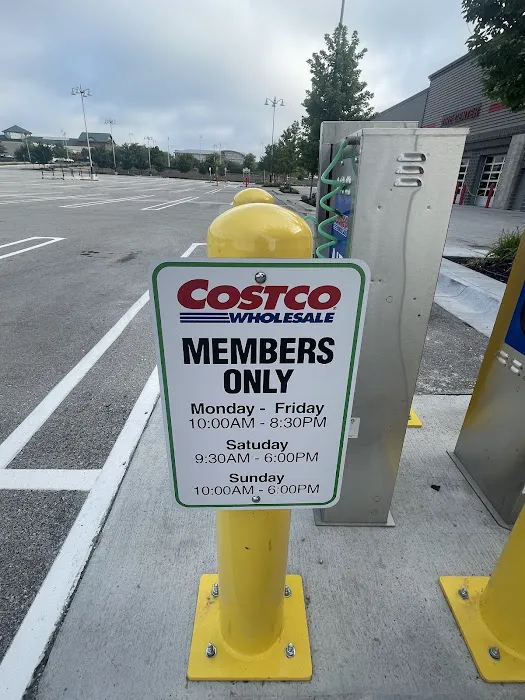 COSTCO
WHOLESALE
MEMBERS
ONLY
Monday - Friday
10:00AM - 8:30PM
Satuday
9:30AM - 6:00PM
Sunday
10:00AM - 6:00PM